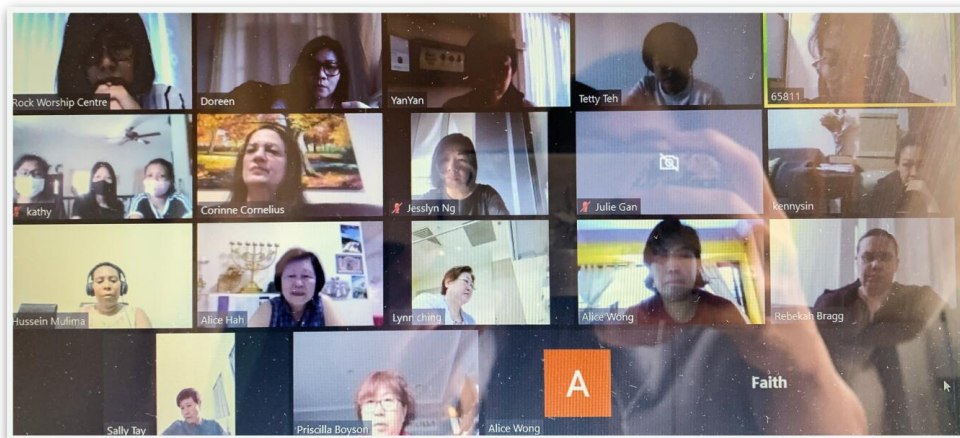 Rock Worship Centre
Doreen
YanYan
Tetty Teh
65811
kathy
Corinne Cornelius
Jesslyn Ng
Julie Gan
kennysin
Hussein Mulima
Alice Hah
Lynn ching
Alice Wong
Rebekah Bragg
Sally Tay
Priscilla Boyson
A
Alice Wong
Faith